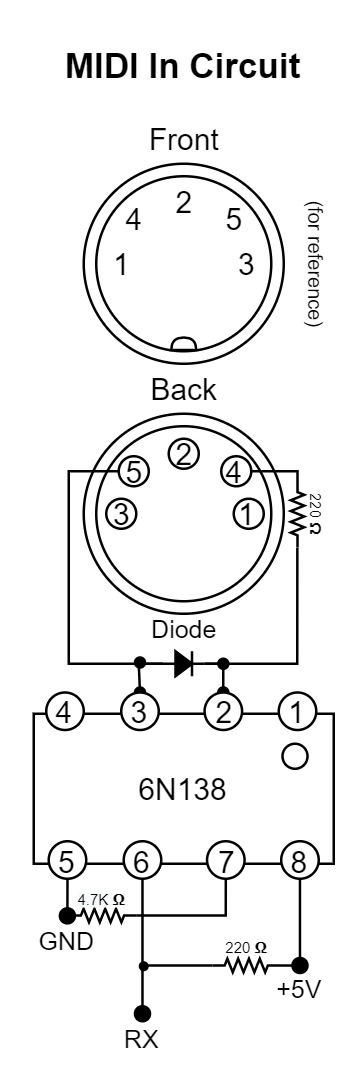 MIDI In Circuit
Front
4 2 5
1 3
(for reference)
Back
5 2 4
3 1
220 Ω
Diode
4 3 2 1
6N138
5 6 7 8
4.7K Ω
GND
220 Ω
+5V
RX